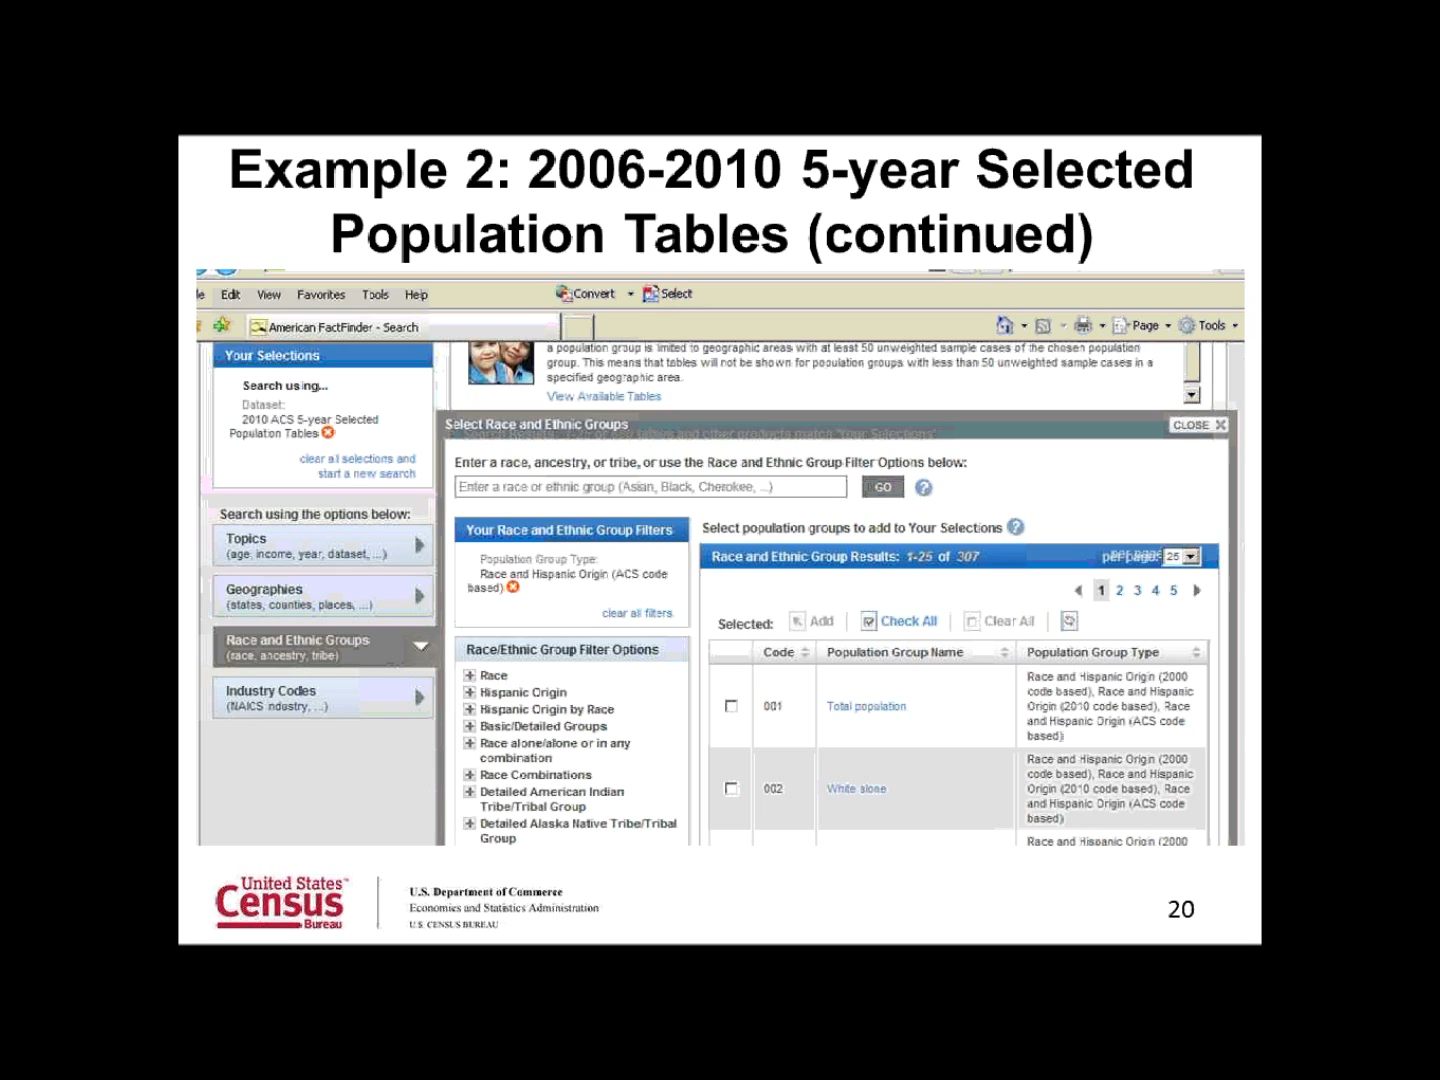 Example 2: 2006-2010 5-year Selected
Population Tables (continued)
Edit View Favorites Tools Help
Convert Select
American FactFinder - Search
Page Tools
Your Selections
Search using...
Dataset:
2010 ACS 5-year Selected
Population Tables
clear all selections and
start a new search
Search using the options below:
Topics
(age, income, year, dataset, ...)
Geographies
(states, counties, places, ...)
Race and Ethnic Groups
(race, ancestry, tribe)
Industry Codes
(NAICS industry, ...)
a population group is limited to geographic areas with at least 50 unweighted sample cases of the chosen population
group. This means that tables will not be shown for population groups with less than 50 unweighted sample cases in a
specified geographic area.
View Available Tables
Select Race and Ethnic Groups
CLOSE X
Enter a race, ancestry, or tribe, or use the Race and Ethnic Group Filter Options below:
Enter a race or ethnic group (Asian, Black, Cherokee, ...)
GO
Your Race and Ethnic Group Filters
Population Group Type:
Race and Hispanic Origin (ACS code
based)
clear all filters
Race/Ethnic Group Filter Options
Race
Hispanic Origin
Hispanic Origin by Race
Basic/Detailed Groups
Race alone/alone or in any
combination
Race Combinations
Detailed American Indian
Tribe/Tribal Group
Detailed Alaska Native Tribe/Tribal
Group
Select population groups to add to Your Selections
Race and Ethnic Group Results: 1-25 of 307
per page: 25
1 2 3 4 5
Selected: Add Check All Clear All
Code Population Group Name Population Group Type
001 Total population
Race and Hispanic Origin (2000
code based), Race and Hispanic
Origin (2010 code based), Race
and Hispanic Origin (ACS code
based)
002 White alone
Race and Hispanic Origin (2000
code based), Race and Hispanic
Origin (2010 code based), Race
and Hispanic Origin (ACS code
based)
Race and Hispanic Origin (2000
United States™
Census
Bureau
U.S. Department of Commerce
Economics and Statistics Administration
U.S. CENSUS BUREAU
20